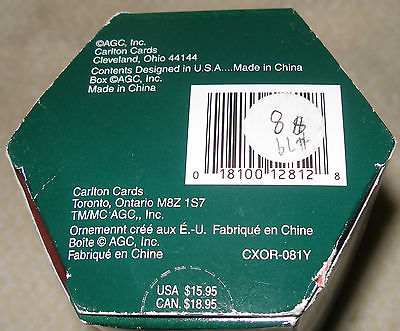 ©AGC, Inc.
Carlton Cards
Cleveland, Ohio 44144
Contents Designed in U.S.A....Made in China
Box ©AGC, Inc.
Made in China
0 18100 12812 8
Carlton Cards
Toronto, Ontario M8Z 1S7
TM/MC AGC,, Inc.
Ornemennt créé aux É.-U. Fabriqué en Chine
Boîte © AGC, Inc.
Fabriqué en Chine
CXOR-081Y
USA $15.95
CAN. $18.95